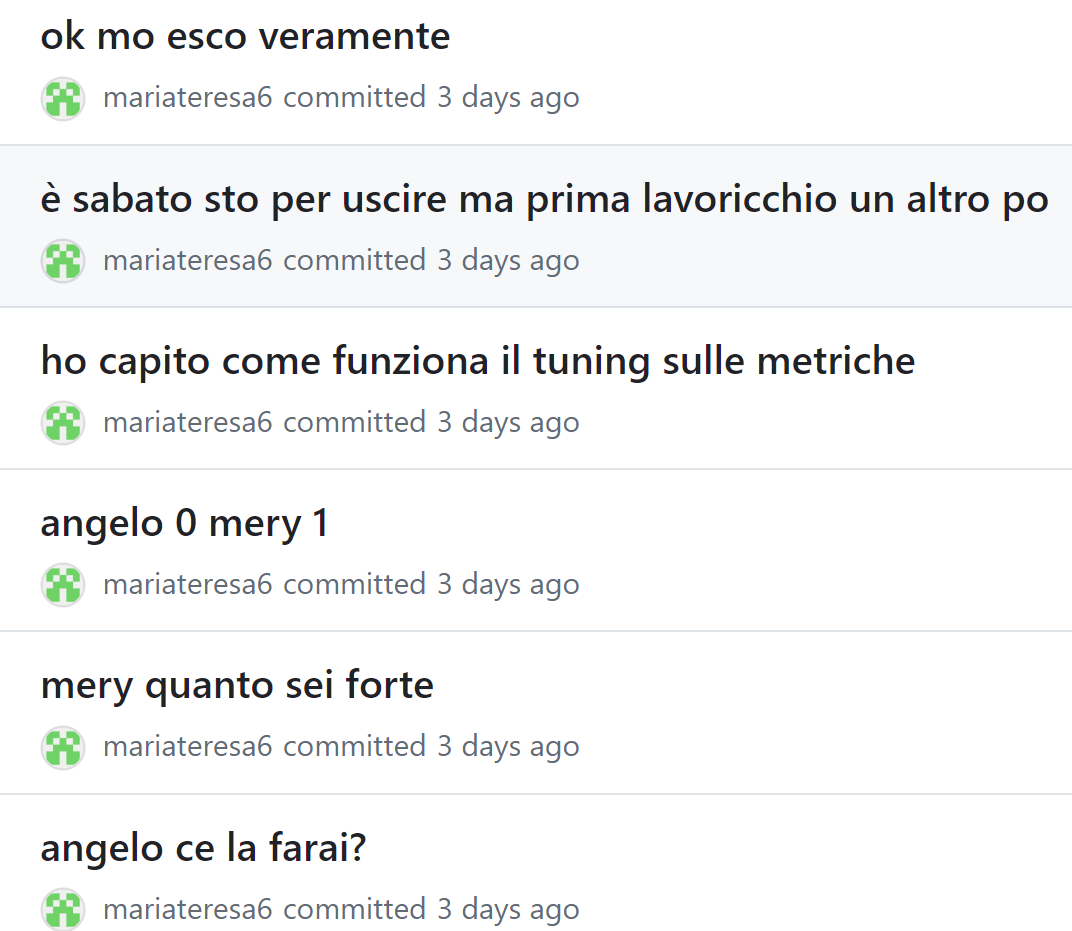 ok mo esco veramente
mariateresa6 committed 3 days ago
è sabato sto per uscire ma prima lavoricchio un altro po
mariateresa6 committed 3 days ago
ho capito come funziona il tuning sulle metriche
mariateresa6 committed 3 days ago
angelo 0 mery 1
mariateresa6 committed 3 days ago
mery quanto sei forte
mariateresa6 committed 3 days ago
angelo ce la farai?
mariateresa6 committed 3 days ago